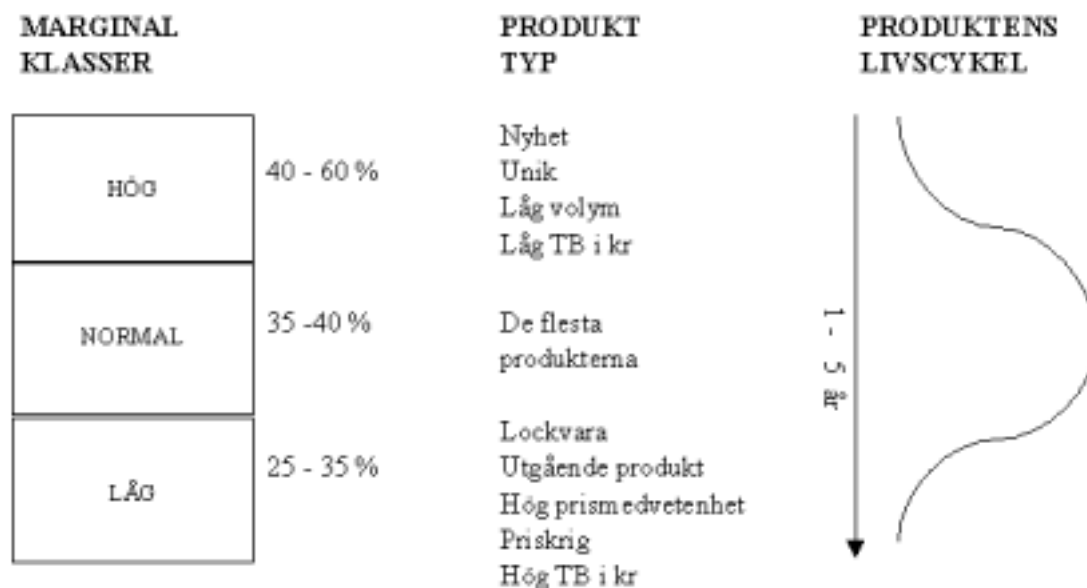 MARGINAL
KLASSER
PRODUKT
TYP
PRODUKTENS
LIVSCYKEL
HÖG
40 - 60 %
Nyhet
Unik
Låg volym
Låg TB i kr
NORMAL
35 -40 %
De flesta
produkterna
1 - 5 år
LÅG
25 - 35 %
Lockvara
Utgående produkt
Hög prismedvetenhet
Priskrig
Hög TB i kr